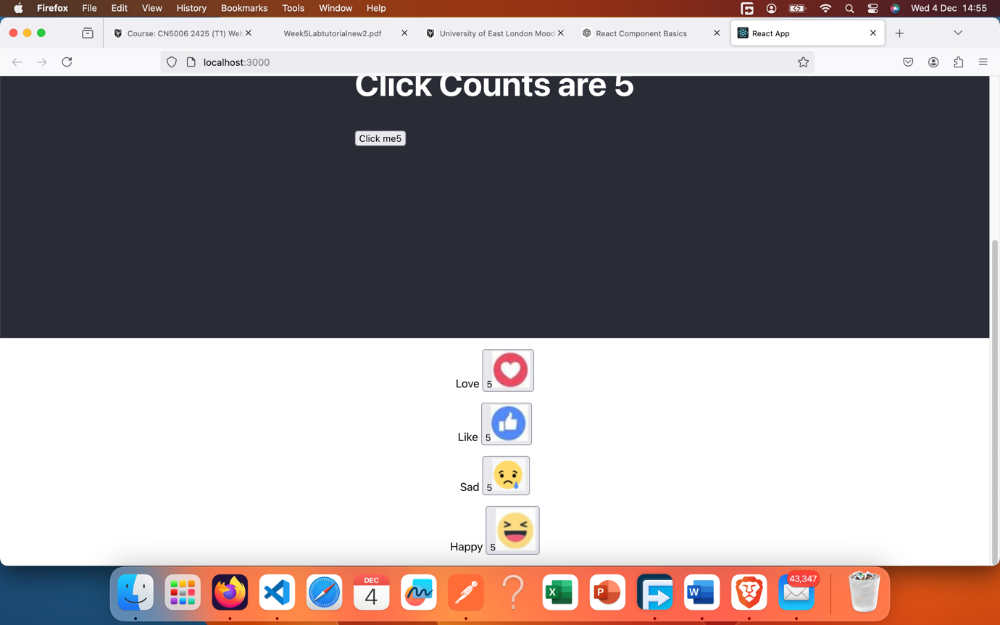 Firefox File Edit View History Bookmarks Tools Window Help Wed 4 Dec 14:55
Course: CN5006 2425 (T1) Web Week5Labtutorialnew2.pdf University of East London Mood React Component Basics React App
localhost:3000
Click Counts are 5
Click me5
Love 5
Like 5
Sad 5
Happy 5
43,347
DEC
4
X
P
W